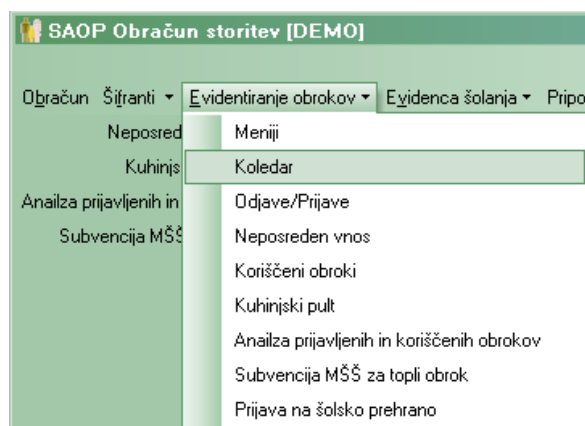 SAOP Obračun storitev [DEMO]
Obračun Šifranti Evidentiranje obrokov Evidenca šolanja Pripo
Neposred Meniji
Kuhinjs Koledar
Anailza prijavljenih in Odjave/Prijave
Subvencija MŠŠ Neposreden vnos
Koriščeni obroki
Kuhinjski pult
Anailza prijavljenih in koriščenih obrokov
Subvencija MŠŠ za topli obrok
Prijava na šolsko prehrano